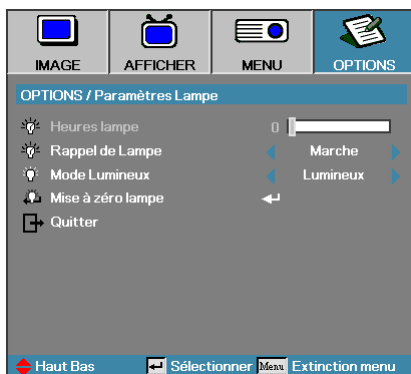 IMAGE AFFICHER MENU OPTIONS
OPTIONS / Paramètres Lampe
Heures lampe 0
Rappel de Lampe Marche
Mode Lumineux Lumineux
Mise à zéro lampe
Quitter
Haut Bas Sélectionner Menu Extinction menu